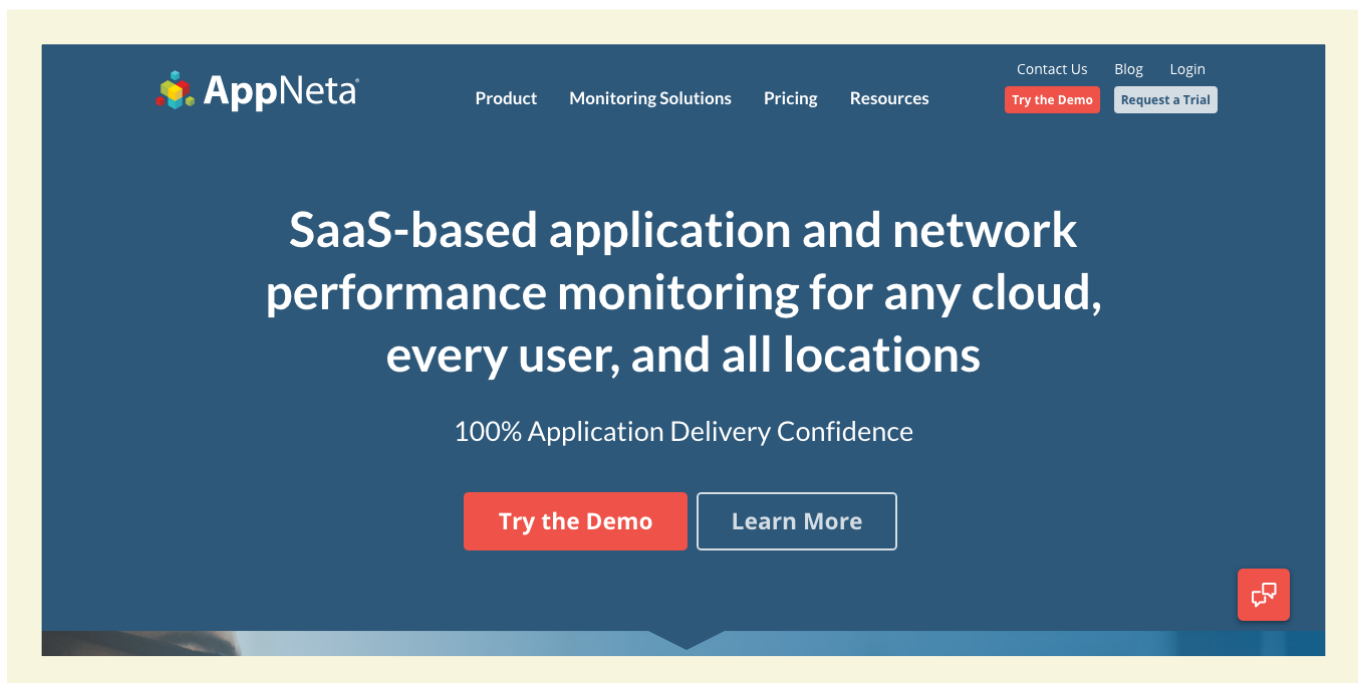 AppNeta
Contact Us Blog Login
Product Monitoring Solutions Pricing Resources
Try the Demo Request a Trial
SaaS-based application and network
performance monitoring for any cloud,
every user, and all locations
100% Application Delivery Confidence
Try the Demo Learn More